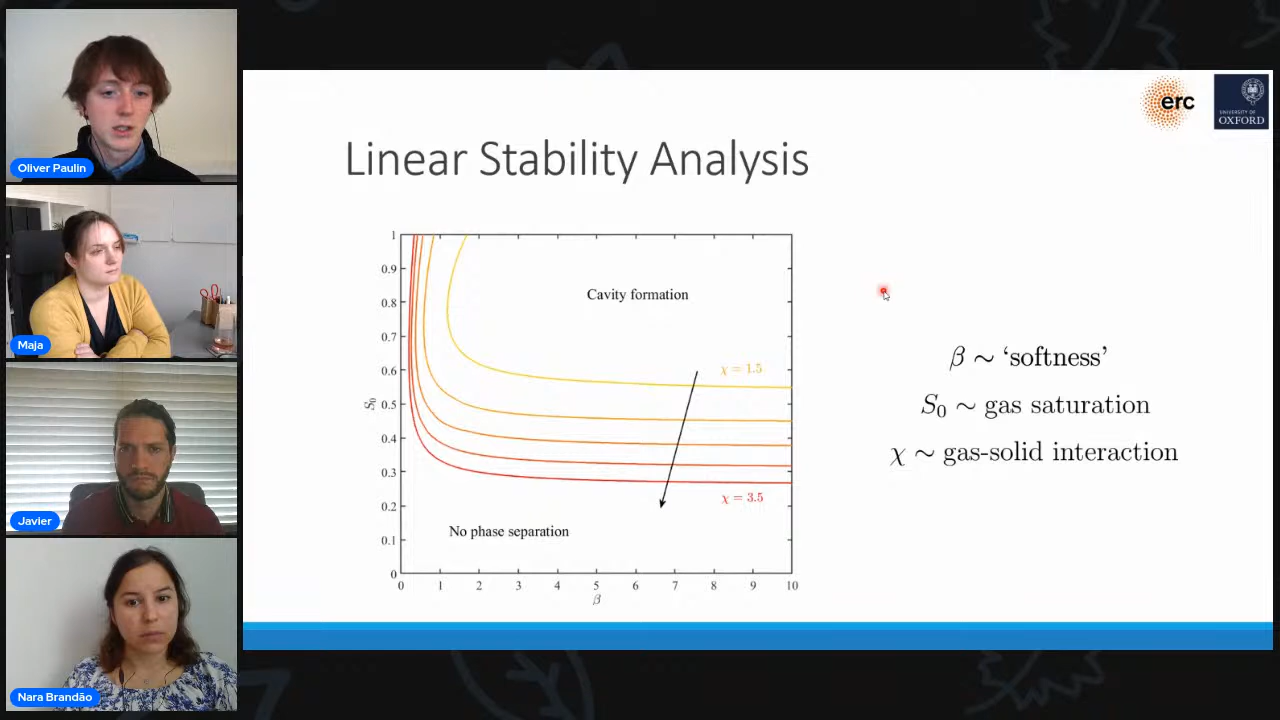 Oliver Paulin
Maja
Javier
Nara Brandão
erc
UNIVERSITY OF
OXFORD
Linear Stability Analysis
1
0.9
0.8
0.7
0.6
0.5
0.4
0.3
0.2
0.1
0
S₀
Cavity formation
χ = 1.5
χ = 3.5
No phase separation
0 1 2 3 4 5 6 7 8 9 10
β
β ∼ ‘softness’
S₀ ∼ gas saturation
χ ∼ gas-solid interaction